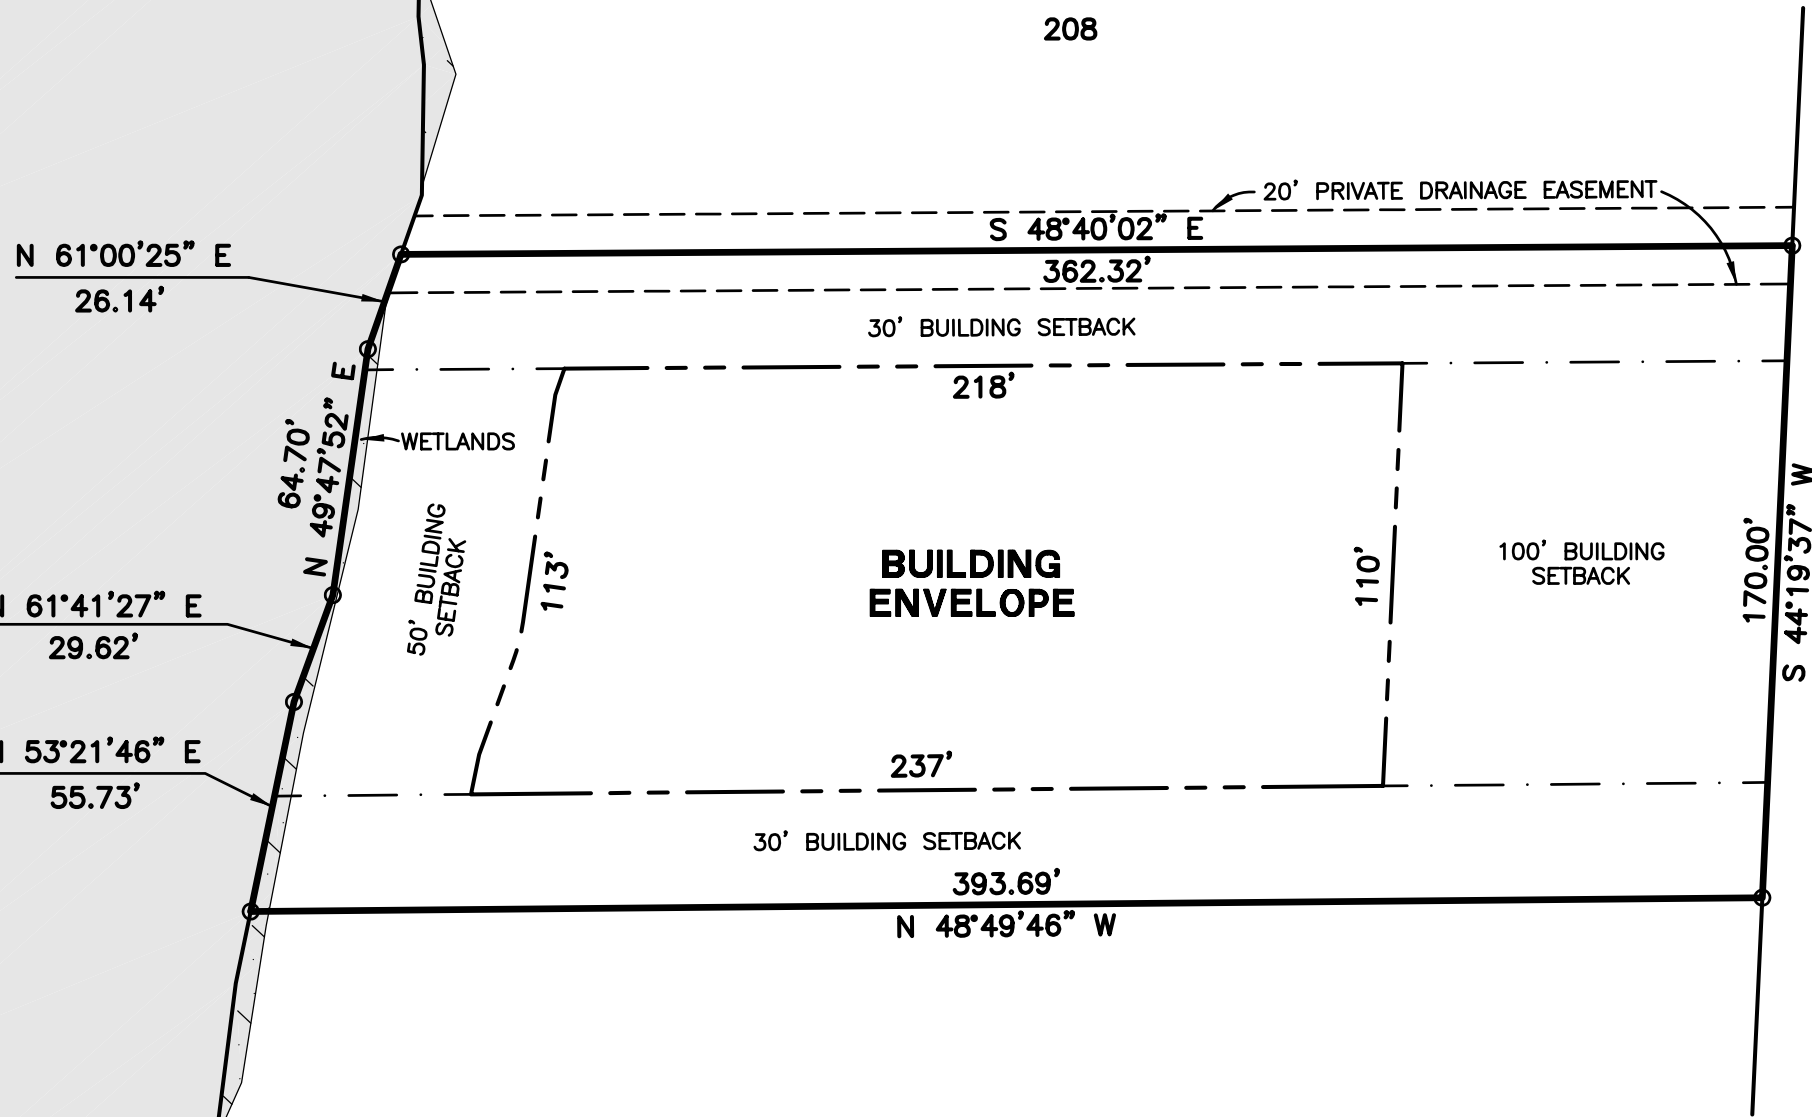 208
20' PRIVATE DRAINAGE EASEMENT
S 48°40'02" E
362.32'
N 61°00'25" E
26.14'
30' BUILDING SETBACK
218'
64.70'
N 49°47'52" E
WETLANDS
50' BUILDING
SETBACK
113'
BUILDING
ENVELOPE
110'
100' BUILDING
SETBACK
170.00'
S 44°19'37" W
61°41'27" E
29.62'
53°21'46" E
55.73'
237'
30' BUILDING SETBACK
393.69'
N 48°49'46" W